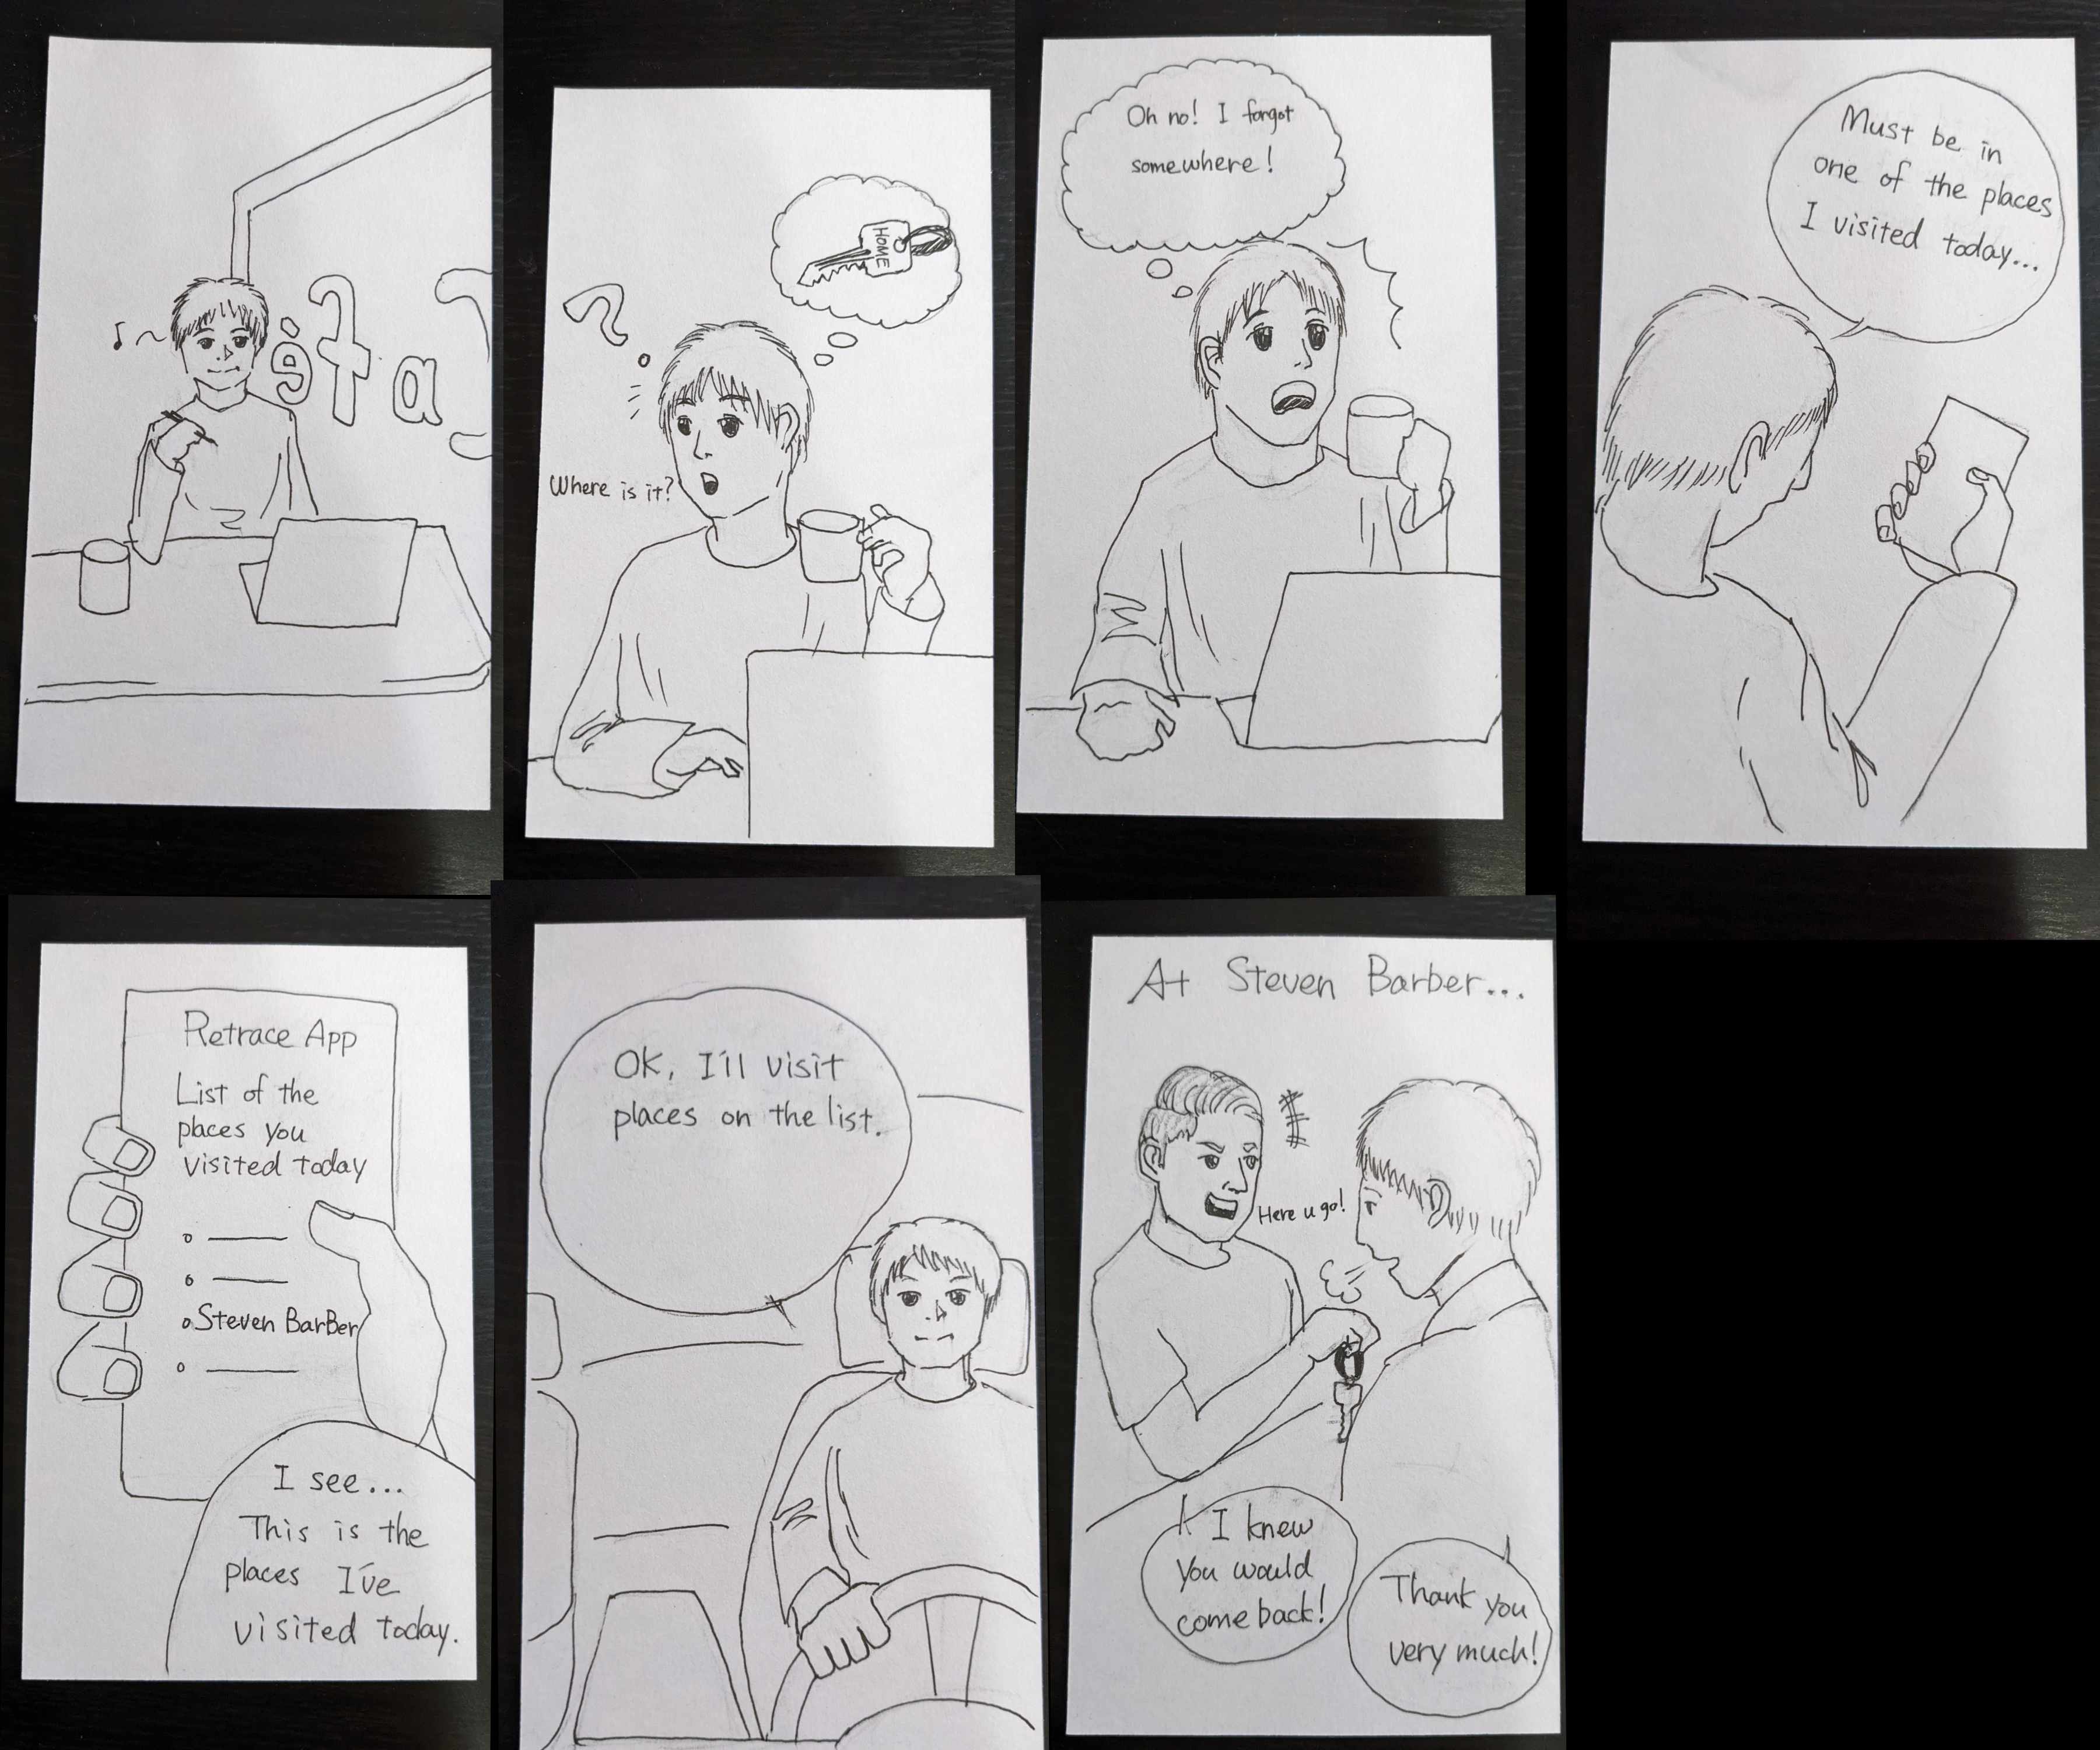 Café
HOME
Where is it?
Oh no! I forgot
somewhere!
Must be in
one of the places
I visited today...
Retrace App
List of the
places you
visited today
Steven BarBer
I see...
This is the
places I've
visited today.
OK, I'll visit
places on the list.
At Steven Barber...
Here u go!
I knew
you would
come back!
Thank you
very much!